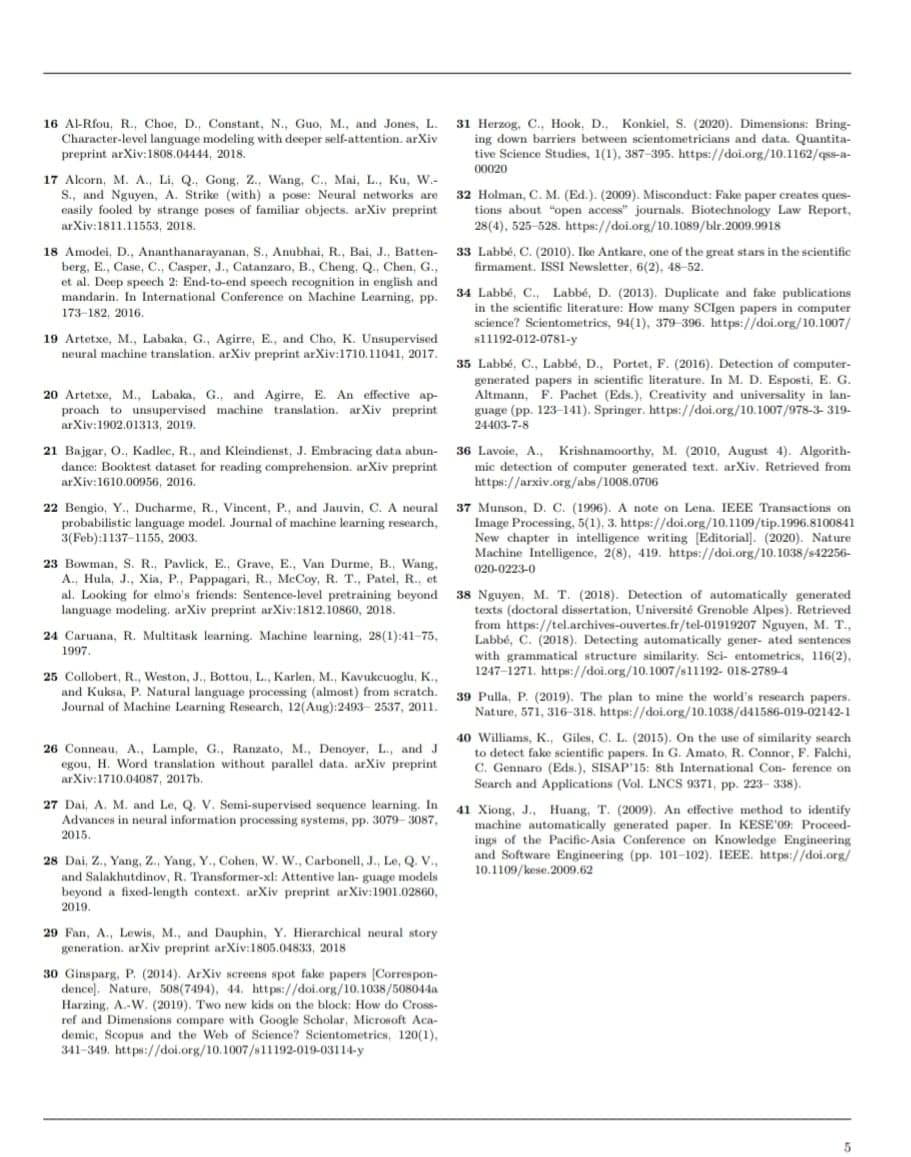 16 Al-Rfou, R., Choe, D., Constant, N., Guo, M., and Jones, L.
Character-level language modeling with deeper self-attention. arXiv
preprint arXiv:1808.04444, 2018.
17 Alcorn, M. A., Li, Q., Gong, Z., Wang, C., Mai, L., Ku, W.-
S., and Nguyen, A. Strike (with) a pose: Neural networks are
easily fooled by strange poses of familiar objects. arXiv preprint
arXiv:1811.11553, 2018.
18 Amodei, D., Ananthanarayanan, S., Anubhai, R., Bai, J., Batten-
berg, E., Case, C., Casper, J., Catanzaro, B., Cheng, Q., Chen, G.,
et al. Deep speech 2: End-to-end speech recognition in english and
mandarin. In International Conference on Machine Learning, pp.
173–182, 2016.
19 Artetxe, M., Labaka, G., Agirre, E., and Cho, K. Unsupervised
neural machine translation. arXiv preprint arXiv:1710.11041, 2017.
20 Artetxe, M., Labaka, G., and Agirre, E. An effective ap-
proach to unsupervised machine translation. arXiv preprint
arXiv:1902.01313, 2019.
21 Bajgar, O., Kadlec, R., and Kleindienst, J. Embracing data abun-
dance: Booktest dataset for reading comprehension. arXiv preprint
arXiv:1610.00956, 2016.
22 Bengio, Y., Ducharme, R., Vincent, P., and Jauvin, C. A neural
probabilistic language model. Journal of machine learning research,
3(Feb):1137–1155, 2003.
23 Bowman, S. R., Pavlick, E., Grave, E., Van Durme, B., Wang,
A., Hula, J., Xia, P., Pappagari, R., McCoy, R. T., Patel, R., et
al. Looking for elmo's friends: Sentence-level pretraining beyond
language modeling. arXiv preprint arXiv:1812.10860, 2018.
24 Caruana, R. Multitask learning. Machine learning, 28(1):41–75,
1997.
25 Collobert, R., Weston, J., Bottou, L., Karlen, M., Kavukcuoglu, K.,
and Kuksa, P. Natural language processing (almost) from scratch.
Journal of Machine Learning Research, 12(Aug):2493– 2537, 2011.
26 Conneau, A., Lample, G., Ranzato, M., Denoyer, L., and J
egou, H. Word translation without parallel data. arXiv preprint
arXiv:1710.04087, 2017b.
27 Dai, A. M. and Le, Q. V. Semi-supervised sequence learning. In
Advances in neural information processing systems, pp. 3079– 3087,
2015.
28 Dai, Z., Yang, Z., Yang, Y., Cohen, W. W., Carbonell, J., Le, Q. V.,
and Salakhutdinov, R. Transformer-xl: Attentive lan- guage models
beyond a fixed-length context. arXiv preprint arXiv:1901.02860,
2019.
29 Fan, A., Lewis, M., and Dauphin, Y. Hierarchical neural story
generation. arXiv preprint arXiv:1805.04833, 2018
30 Ginsparg, P. (2014). ArXiv screens spot fake papers [Correspon-
dence]. Nature, 508(7494), 44. https://doi.org/10.1038/508044a
Harzing, A.-W. (2019). Two new kids on the block: How do Cross-
ref and Dimensions compare with Google Scholar, Microsoft Aca-
demic, Scopus and the Web of Science? Scientometrics, 120(1),
341–349. https://doi.org/10.1007/s11192-019-03114-y
31 Herzog, C., Hook, D., Konkiel, S. (2020). Dimensions: Bring-
ing down barriers between scientometricians and data. Quantita-
tive Science Studies, 1(1), 387–395. https://doi.org/10.1162/qss-a-
00020
32 Holman, C. M. (Ed.). (2009). Misconduct: Fake paper creates ques-
tions about “open access” journals. Biotechnology Law Report,
28(4), 525–528. https://doi.org/10.1089/blr.2009.9918
33 Labbé, C. (2010). Ike Antkare, one of the great stars in the scientific
firmament. ISSI Newsletter, 6(2), 48–52.
34 Labbé, C., Labbé, D. (2013). Duplicate and fake publications
in the scientific literature: How many SCIgen papers in computer
science? Scientometrics, 94(1), 379–396. https://doi.org/10.1007/
s11192-012-0781-y
35 Labbé, C., Labbé, D., Portet, F. (2016). Detection of computer-
generated papers in scientific literature. In M. D. Esposti, E. G.
Altmann, F. Pachet (Eds.), Creativity and universality in lan-
guage (pp. 123–141). Springer. https://doi.org/10.1007/978-3- 319-
24403-7-8
36 Lavoie, A., Krishnamoorthy, M. (2010, August 4). Algorith-
mic detection of computer generated text. arXiv. Retrieved from
https://arxiv.org/abs/1008.0706
37 Munson, D. C. (1996). A note on Lena. IEEE Transactions on
Image Processing, 5(1), 3. https://doi.org/10.1109/tip.1996.8100841
New chapter in intelligence writing [Editorial]. (2020). Nature
Machine Intelligence, 2(8), 419. https://doi.org/10.1038/s42256-
020-0223-0
38 Nguyen, M. T. (2018). Detection of automatically generated
texts (doctoral dissertation, Université Grenoble Alpes). Retrieved
from https://tel.archives-ouvertes.fr/tel-01919207 Nguyen, M. T.,
Labbé, C. (2018). Detecting automatically gener- ated sentences
with grammatical structure similarity. Sci- entometrics, 116(2),
1247–1271. https://doi.org/10.1007/s11192- 018-2789-4
39 Pulla, P. (2019). The plan to mine the world's research papers.
Nature, 571, 316–318. https://doi.org/10.1038/d41586-019-02142-1
40 Williams, K., Giles, C. L. (2015). On the use of similarity search
to detect fake scientific papers. In G. Amato, R. Connor, F. Falchi,
C. Gennaro (Eds.), SISAP'15: 8th International Con- ference on
Search and Applications (Vol. LNCS 9371, pp. 223– 338).
41 Xiong, J., Huang, T. (2009). An effective method to identify
machine automatically generated paper. In KESE'09: Proceed-
ings of the Pacific-Asia Conference on Knowledge Engineering
and Software Engineering (pp. 101–102). IEEE. https://doi.org/
10.1109/kese.2009.62
5